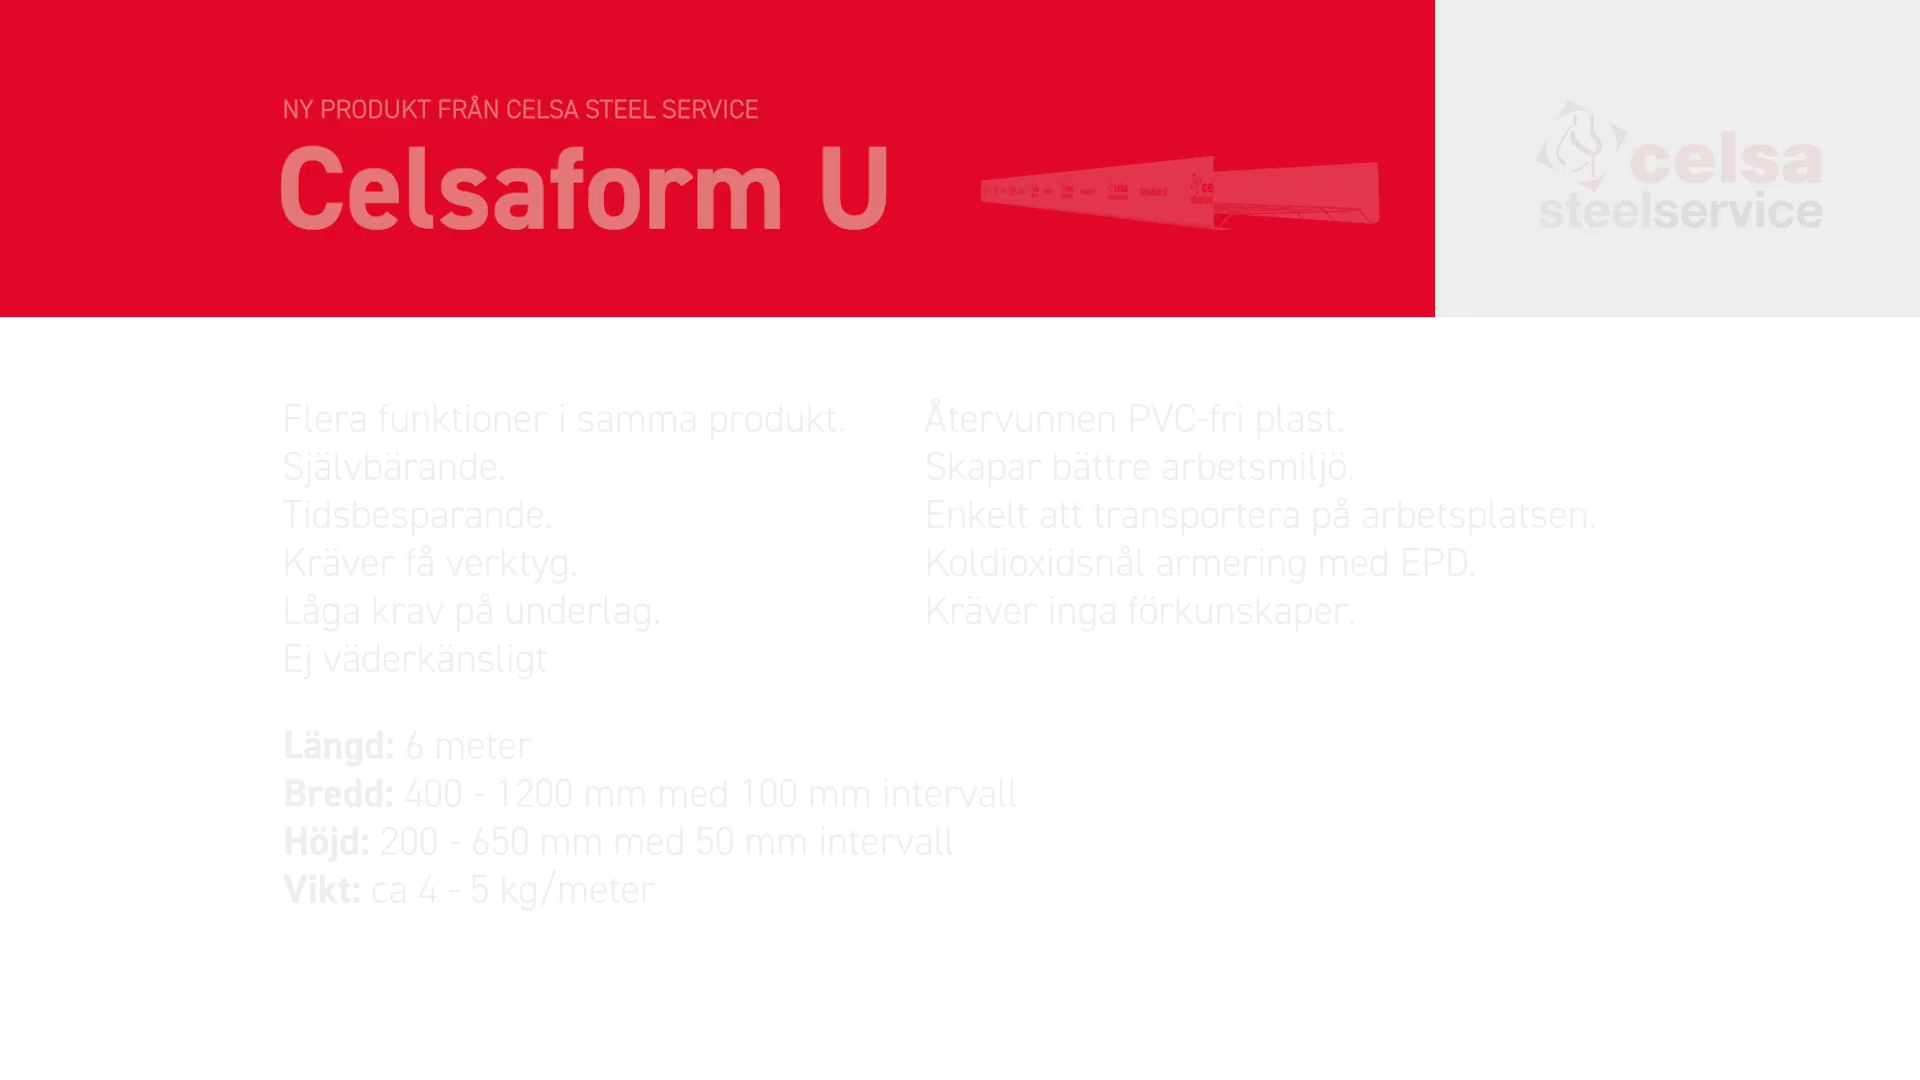 NY PRODUKT FRÅN CELSA STEEL SERVICE
Celsaform U
celsa
steelservice
Flera funktioner i samma produkt.
Självbärande.
Tidsbesparande.
Kräver få verktyg.
Låga krav på underlag.
Ej väderkänsligt
Återvunnen PVC-fri plast.
Skapar bättre arbetsmiljö.
Enkelt att transportera på arbetsplatsen.
Koldioxidsnål armering med EPD.
Kräver inga förkunskaper.
Längd: 6 meter
Bredd: 400 - 1200 mm med 100 mm intervall
Höjd: 200 - 650 mm med 50 mm intervall
Vikt: ca 4 - 5 kg/meter